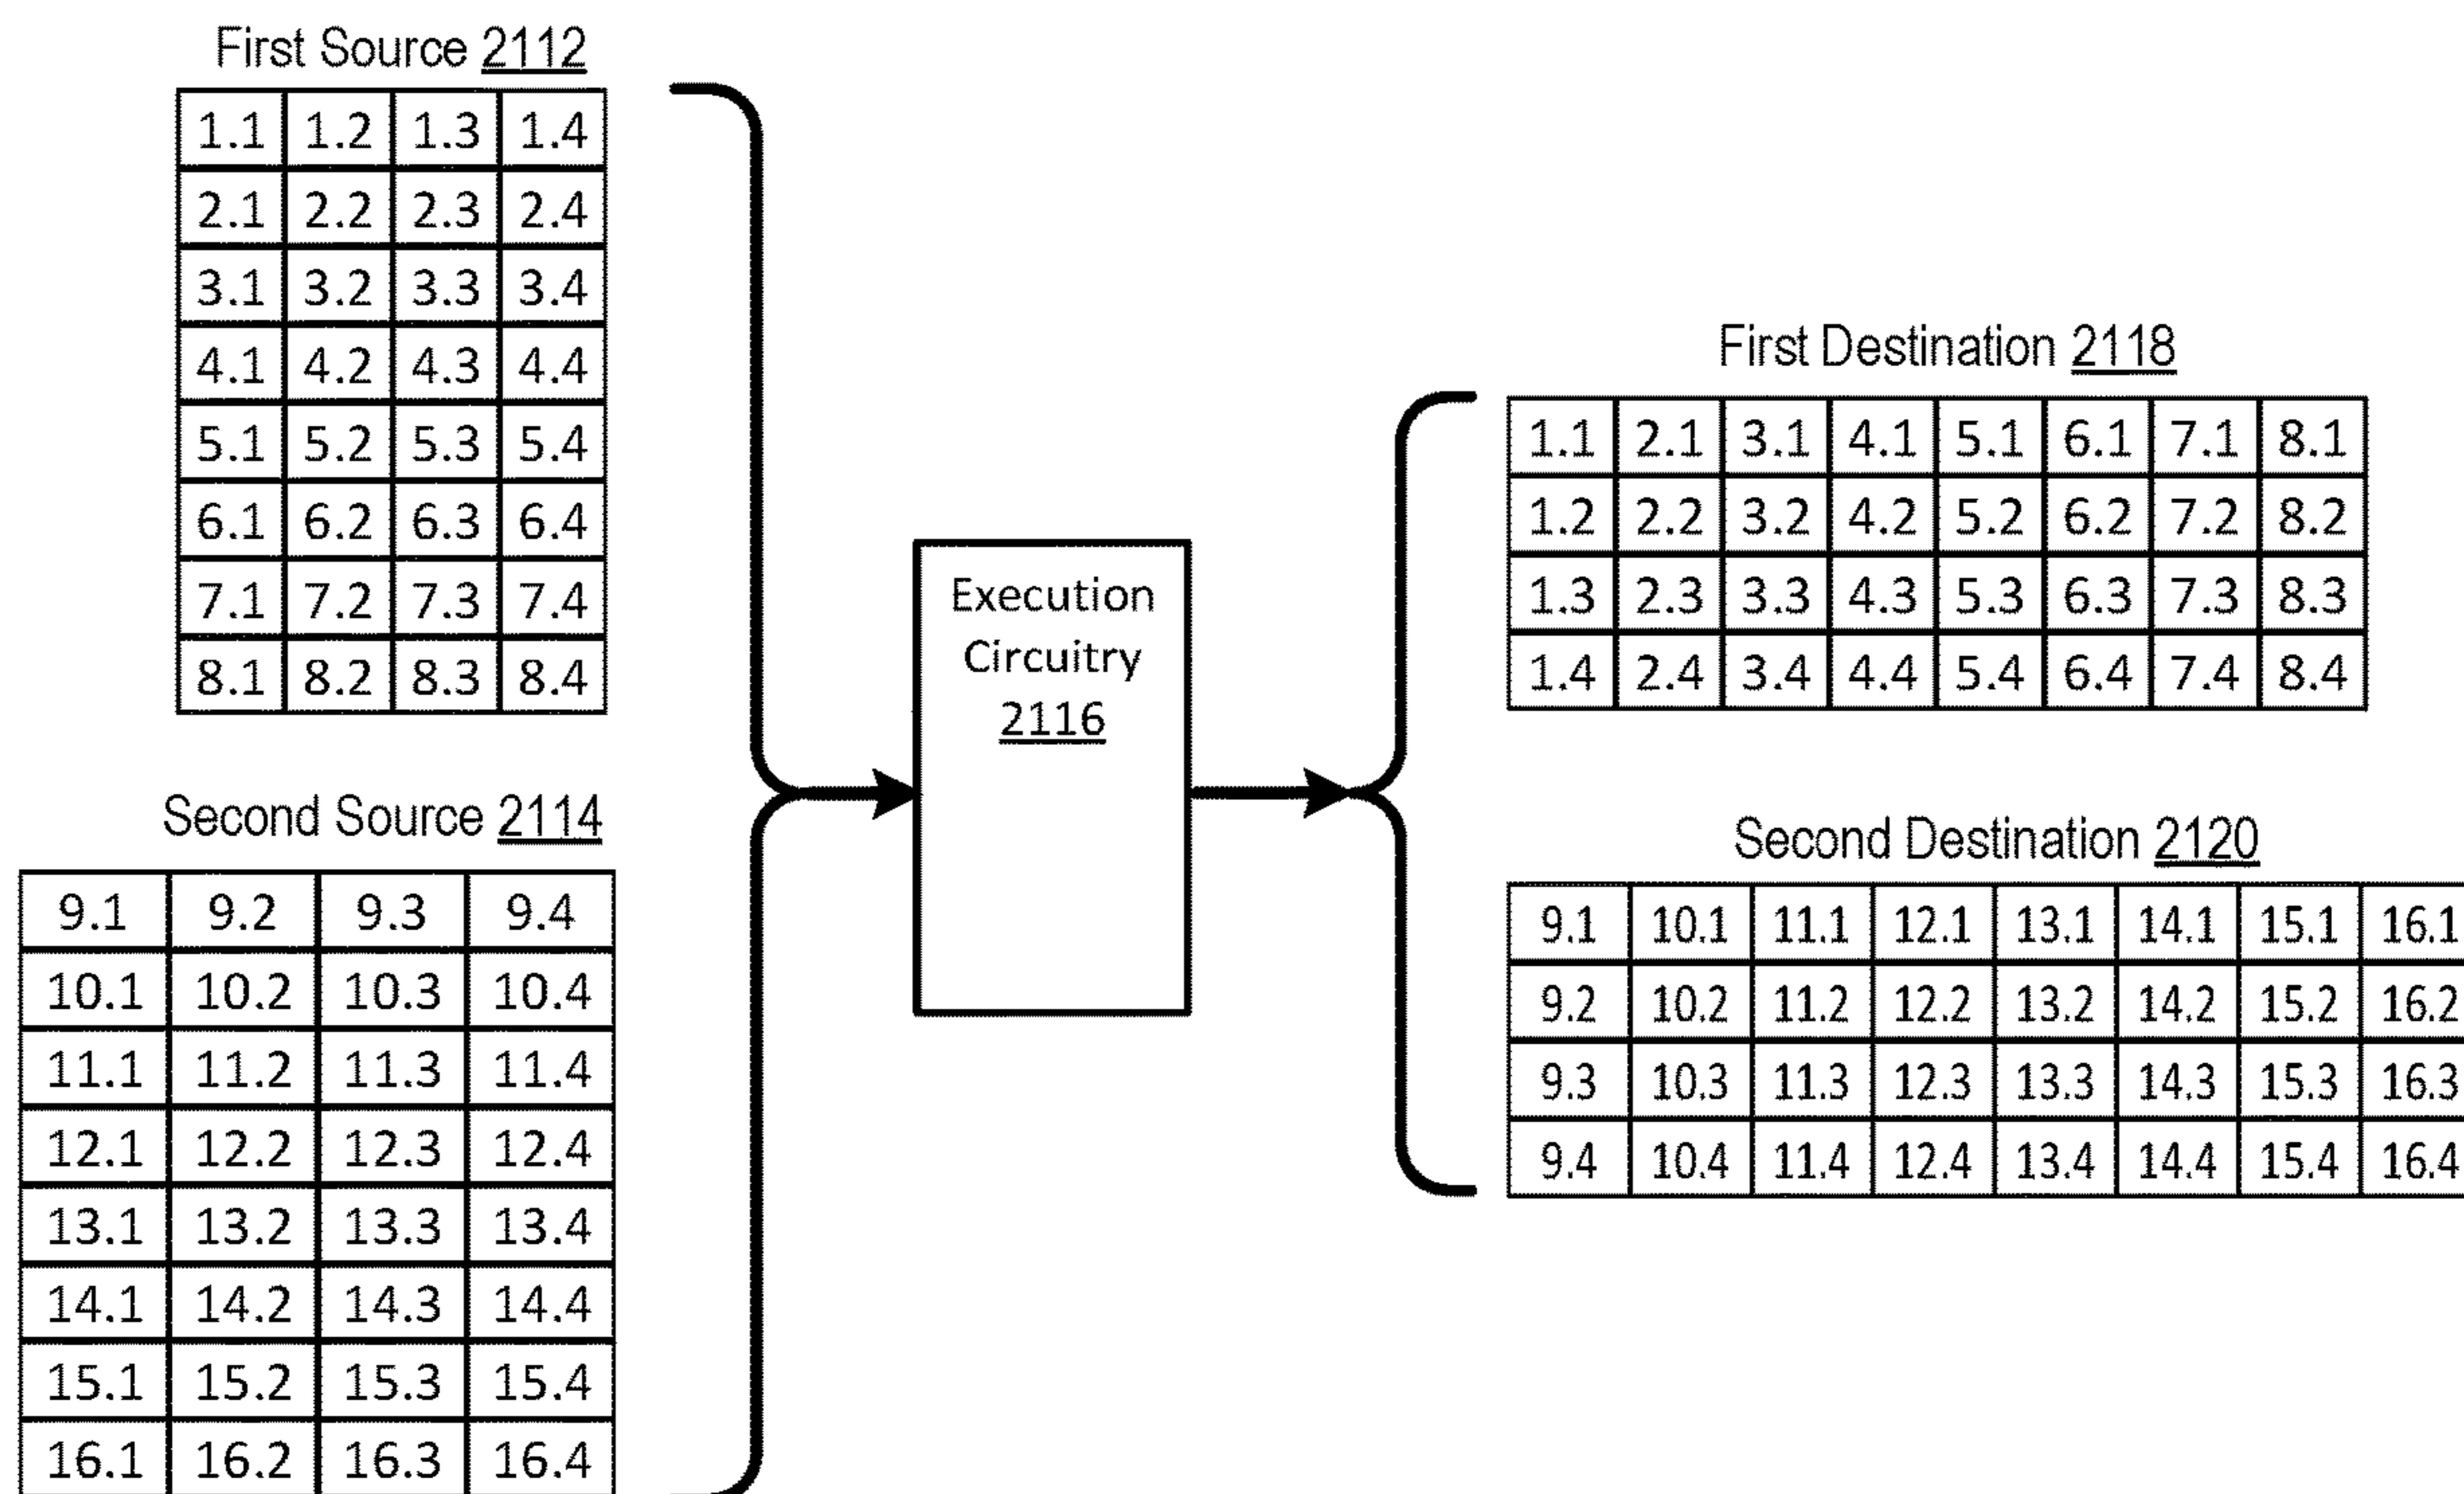 First Source 2112
1.1 1.2 1.3 1.4
2.1 2.2 2.3 2.4
3.1 3.2 3.3 3.4
4.1 4.2 4.3 4.4
5.1 5.2 5.3 5.4
6.1 6.2 6.3 6.4
7.1 7.2 7.3 7.4
8.1 8.2 8.3 8.4
Second Source 2114
9.1 9.2 9.3 9.4
10.1 10.2 10.3 10.4
11.1 11.2 11.3 11.4
12.1 12.2 12.3 12.4
13.1 13.2 13.3 13.4
14.1 14.2 14.3 14.4
15.1 15.2 15.3 15.4
16.1 16.2 16.3 16.4
Execution
Circuitry
2116
First Destination 2118
1.1 2.1 3.1 4.1 5.1 6.1 7.1 8.1
1.2 2.2 3.2 4.2 5.2 6.2 7.2 8.2
1.3 2.3 3.3 4.3 5.3 6.3 7.3 8.3
1.4 2.4 3.4 4.4 5.4 6.4 7.4 8.4
Second Destination 2120
9.1 10.1 11.1 12.1 13.1 14.1 15.1 16.1
9.2 10.2 11.2 12.2 13.2 14.2 15.2 16.2
9.3 10.3 11.3 12.3 13.3 14.3 15.3 16.3
9.4 10.4 11.4 12.4 13.4 14.4 15.4 16.4